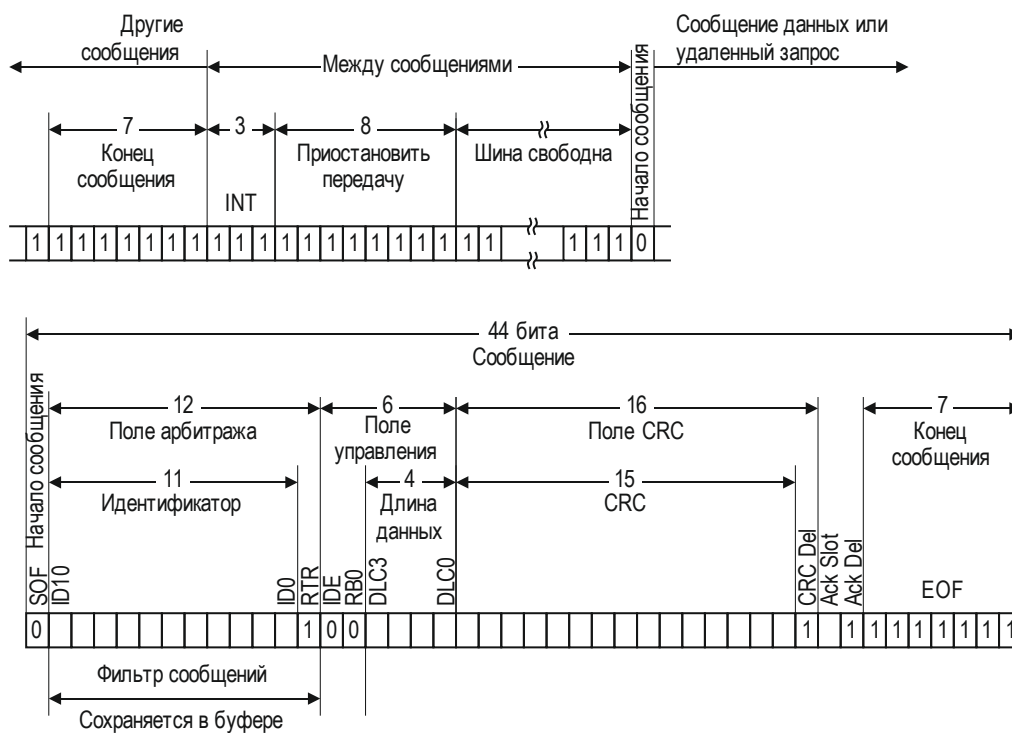 Другие
сообщения
Между сообщениями
Начало сообщения
Сообщение данных или
удаленный запрос
7
3
8
Конец
сообщения
INT
Приостановить
передачу
Шина свободна
1 1 1 1 1 1 1 1 1 1 1 1 1 1 1 1 1 1 1 1 1 1 1 1 0
44 бита
Сообщение
Начало сообщения
12
Поле арбитража
6
Поле
управления
16
Поле CRC
7
Конец
сообщения
11
Идентификатор
4
Длина
данных
15
CRC
SOF
ID10
ID0
RTR
IDE
RB0
DLC3
DLC0
CRC Del
Ack Slot
Ack Del
EOF
0 1 0 0 1 1 1 1 1 1 1 1 1
Фильтр сообщений
Сохраняется в буфере